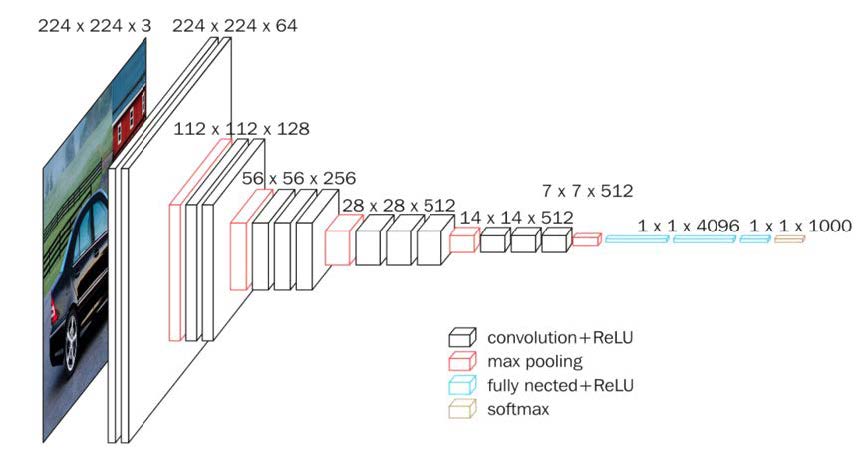 224 x 224 x 3
224 x 224 x 64
112 x 112 x 128
56 x 56 x 256
28 x 28 x 512
14 x 14 x 512
7 x 7 x 512
1 x 1 x 4096
1 x 1 x 1000
convolution+ReLU
max pooling
fully nected+ReLU
softmax